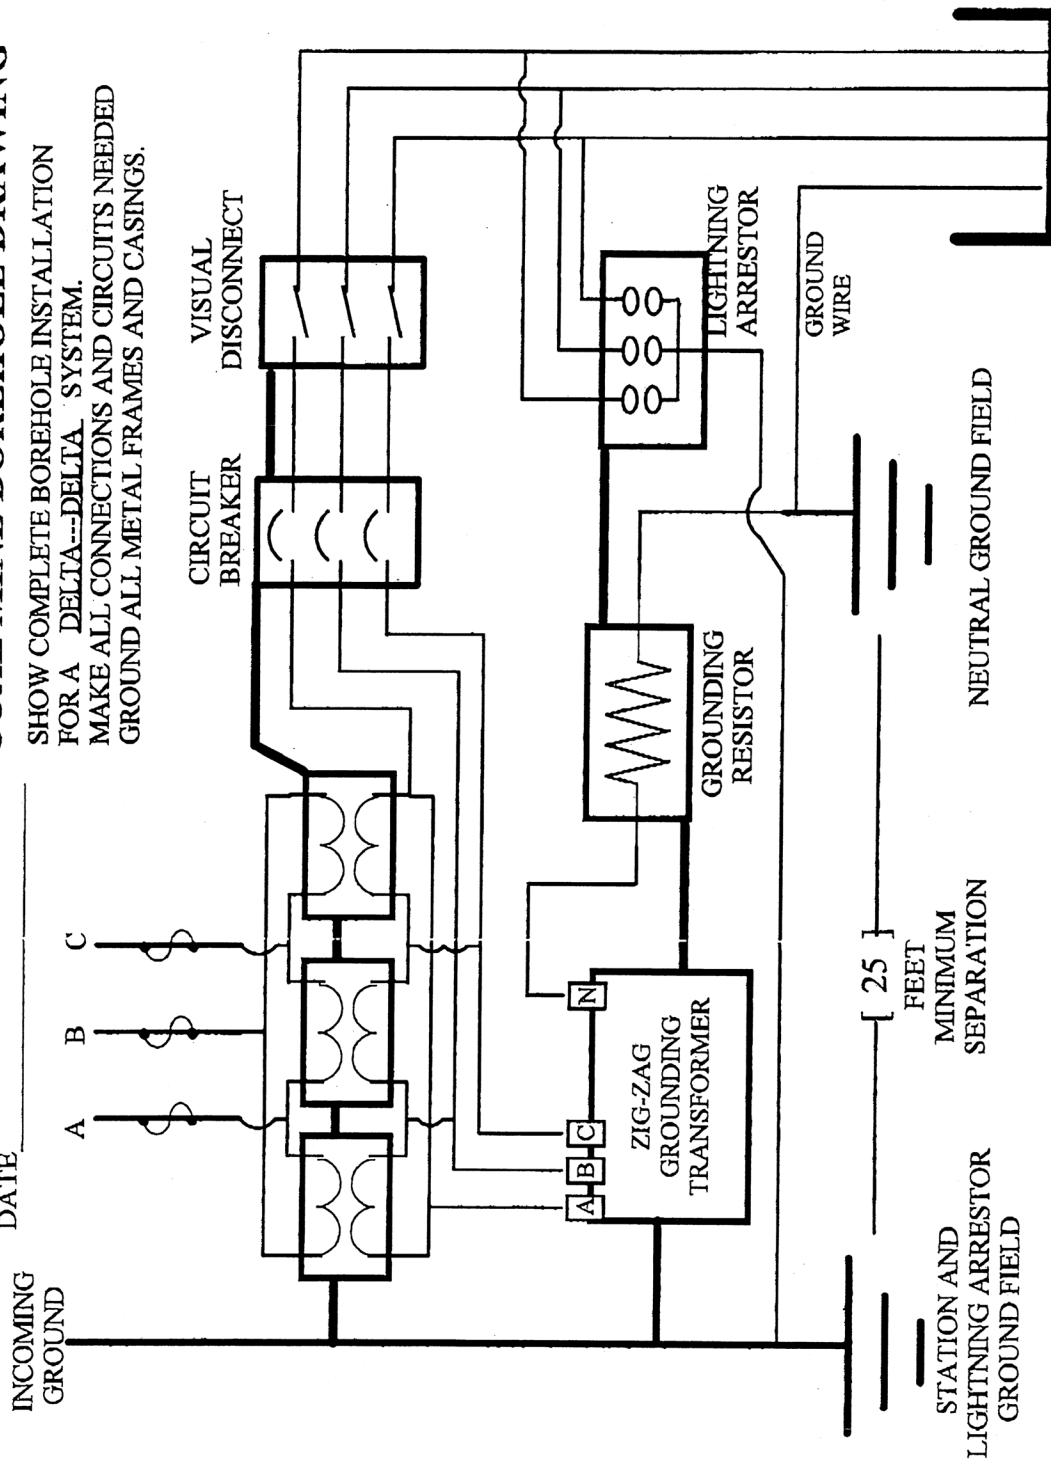 DATE
SHOW COMPLETE BOREHOLE INSTALLATION
FOR A DELTA---DELTA SYSTEM.
MAKE ALL CONNECTIONS AND CIRCUITS NEEDED
GROUND ALL METAL FRAMES AND CASINGS.
INCOMING
GROUND
A
B
C
CIRCUIT
BREAKER
VISUAL
DISCONNECT
A
B
C
N
ZIG-ZAG
GROUNDING
TRANSFORMER
GROUNDING
RESISTOR
LIGHTNING
ARRESTOR
GROUND
WIRE
STATION AND
LIGHTNING ARRESTOR
GROUND FIELD
[ 25 ]
FEET
MINIMUM
SEPARATION
NEUTRAL GROUND FIELD